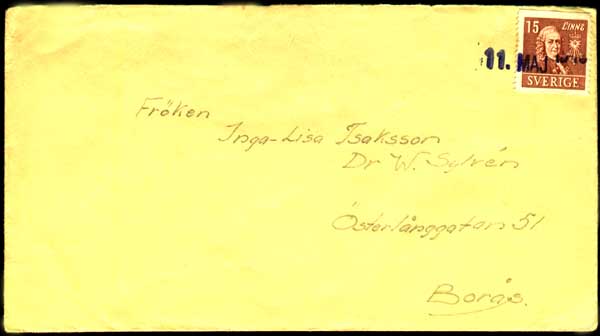 15 LINNÉ
11. MAJ
SVERIGE
Fröken
Inga-Lisa Isaksson
Dr W. Sylvén
Österlånggatan 51
Borås.